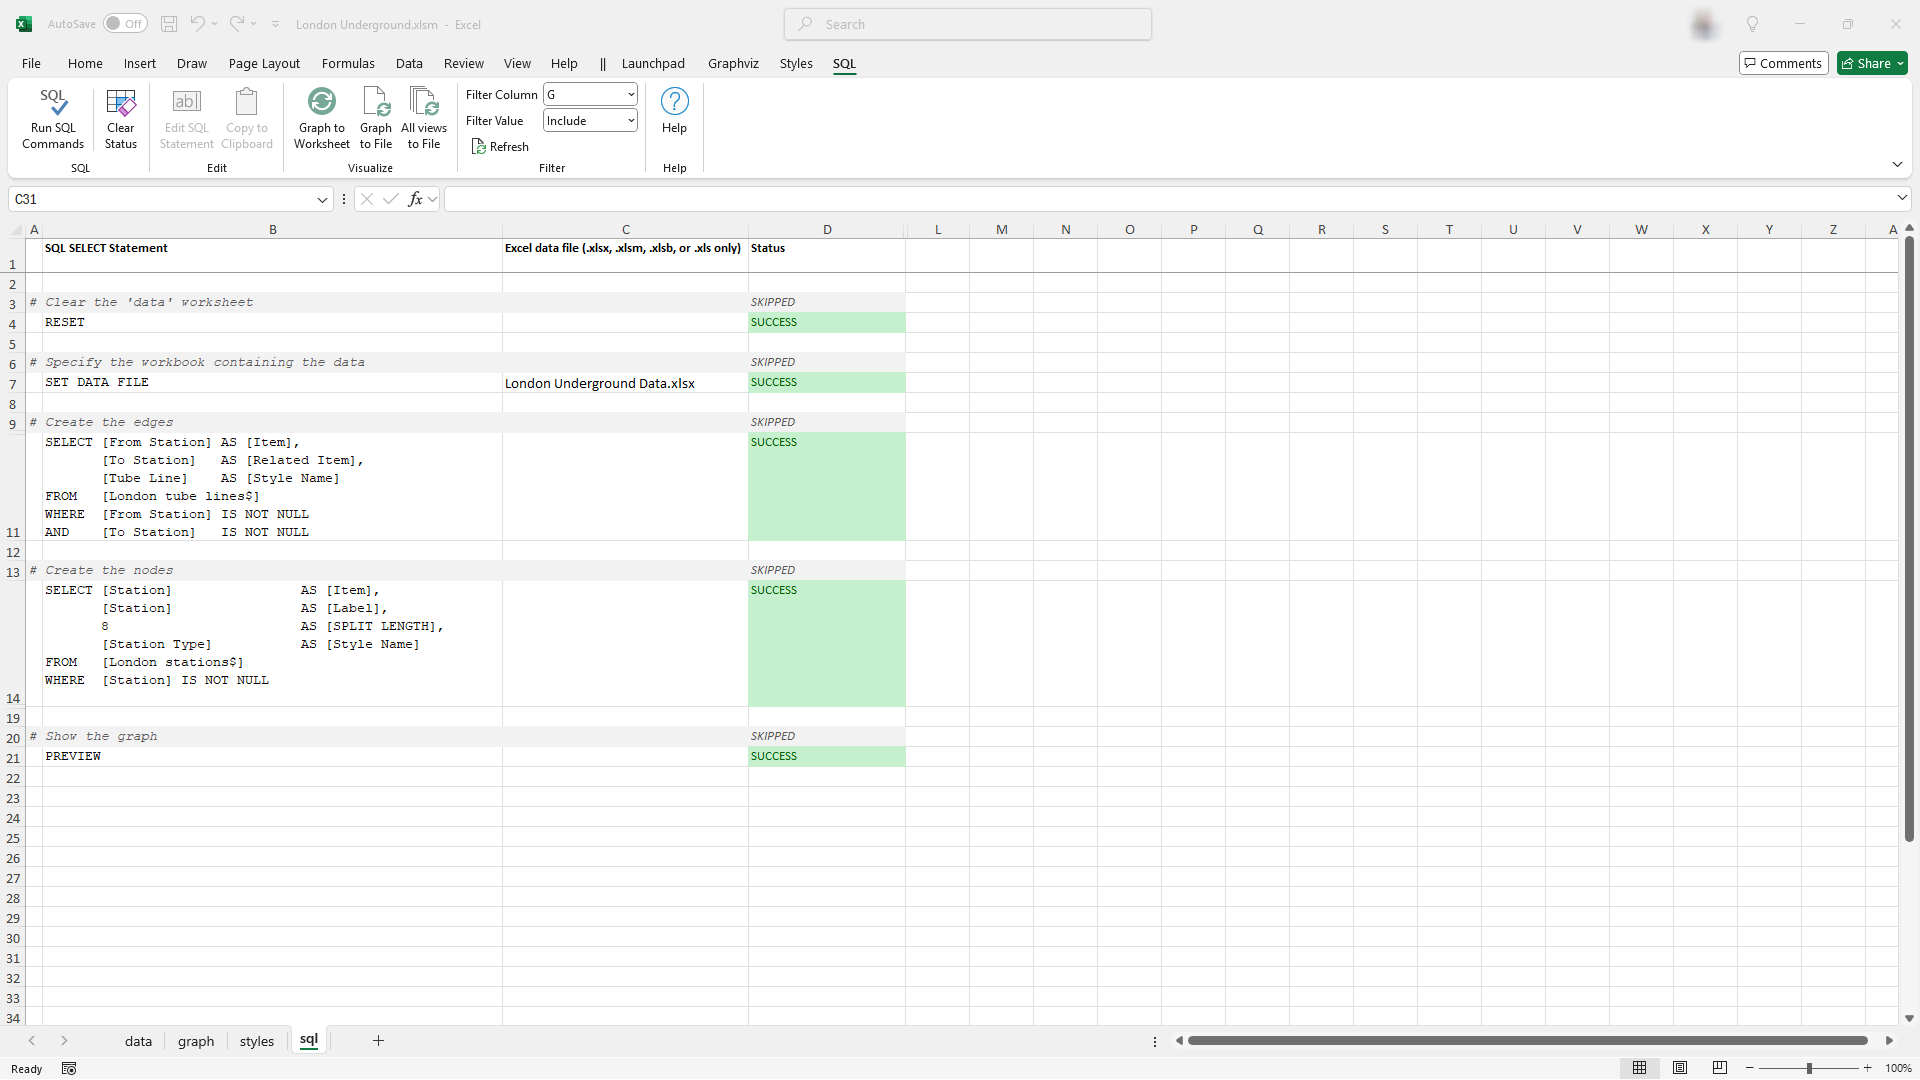 AutoSave Off London Underground.xlsm - Excel Search
File Home Insert Draw Page Layout Formulas Data Review View Help || Launchpad Graphviz Styles SQL Comments Share
SQL Run SQL Commands
Clear Status
SQL
Edit SQL Statement
Copy to Clipboard
Edit
Graph to Worksheet
Graph to File
All views to File
Visualize
Filter Column G
Filter Value Include
Refresh
Filter
Help
Help
C31 fx
A B C D L M N O P Q R S T U V W X Y Z A
1 SQL SELECT Statement Excel data file (.xlsx, .xlsm, .xlsb, or .xls only) Status
2
3 # Clear the 'data' worksheet SKIPPED
4 RESET SUCCESS
5
6 # Specify the workbook containing the data SKIPPED
7 SET DATA FILE London Underground Data.xlsx SUCCESS
8
9 # Create the edges SKIPPED
SELECT [From Station] AS [Item], SUCCESS
[To Station] AS [Related Item],
[Tube Line] AS [Style Name]
FROM [London tube lines$]
WHERE [From Station] IS NOT NULL
11 AND [To Station] IS NOT NULL
12
13 # Create the nodes SKIPPED
SELECT [Station] AS [Item], SUCCESS
[Station] AS [Label],
8 AS [SPLIT LENGTH],
[Station Type] AS [Style Name]
FROM [London stations$]
WHERE [Station] IS NOT NULL
14
19
20 # Show the graph SKIPPED
21 PREVIEW SUCCESS
22
23
24
25
26
27
28
29
30
31
32
33
34
data graph styles sql +
Ready 100%